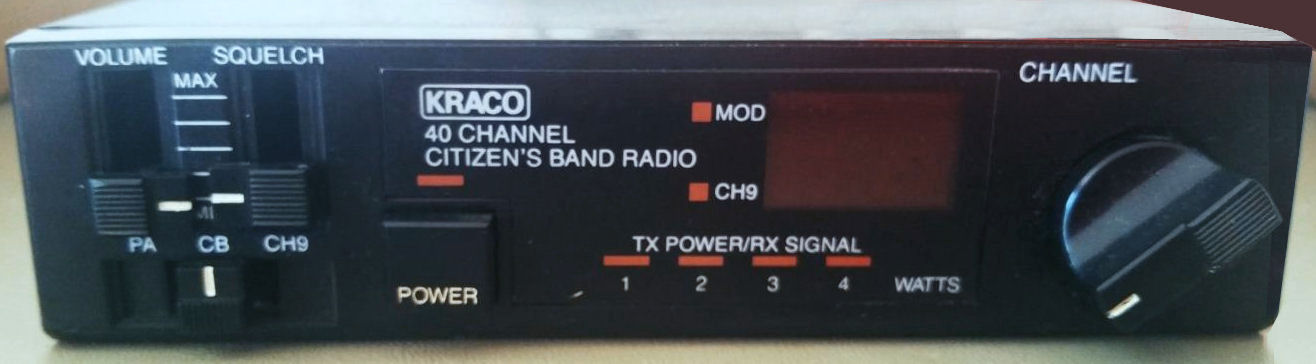 VOLUME SQUELCH
MAX
PA CB CH9
KRACO
40 CHANNEL
CITIZEN'S BAND RADIO
POWER
MOD
CH9
TX POWER/RX SIGNAL
1 2 3 4 WATTS
CHANNEL